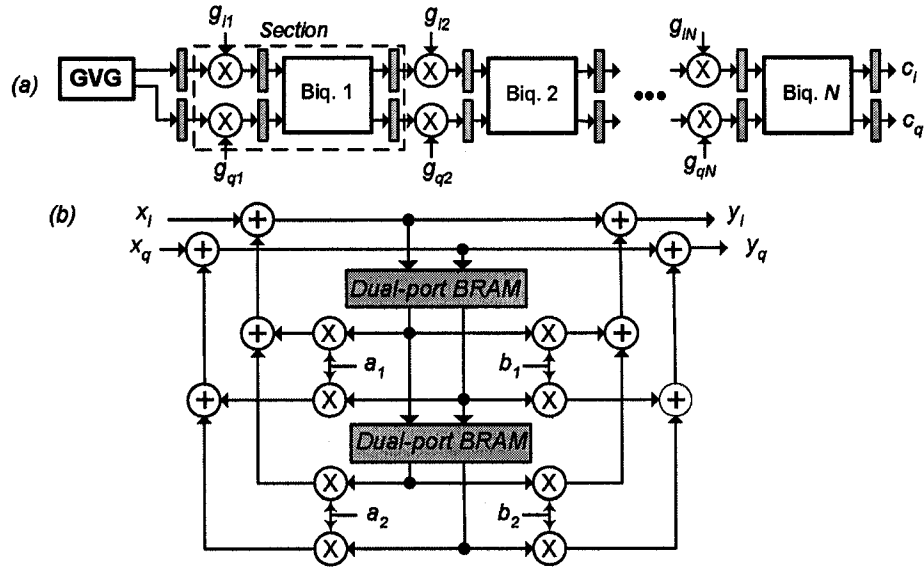 (a)
GVG
g_I1
Section
g_I2
g_IN
X
X
X
X
X
X
Biq. 1
Biq. 2
Biq. N
g_q1
g_q2
g_qN
c_I
c_q
(b)
x_I
x_q
+
+
+
+
y_I
y_q
Dual-port BRAM
+
X
X
+
a_1
b_1
+
X
X
+
Dual-port BRAM
X
X
a_2
b_2
X
X